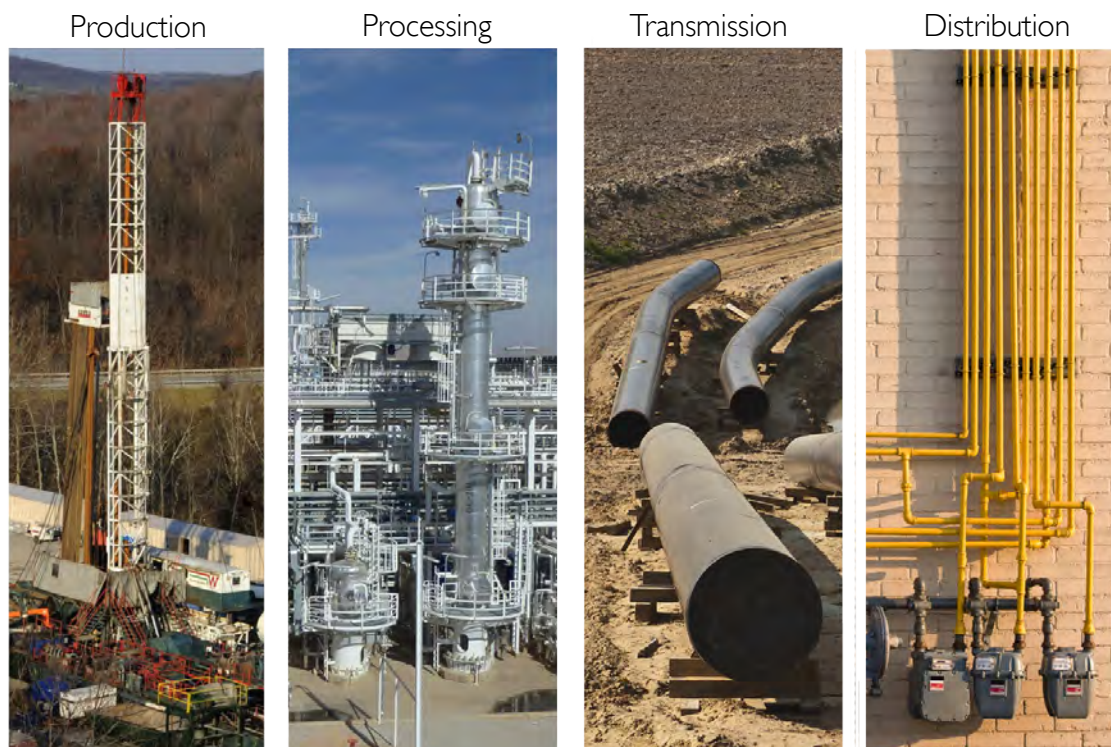 Production
Processing
Transmission
Distribution
W